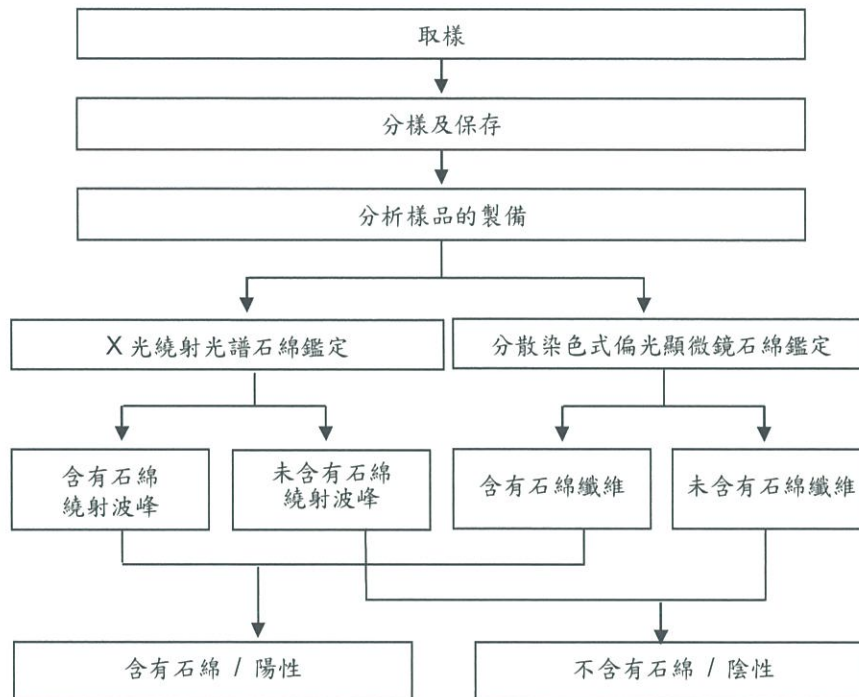 取樣
分樣及保存
分析樣品的製備
X光繞射光譜石綿鑑定
分散染色式偏光顯微鏡石綿鑑定
含有石綿
繞射波峰
未含有石綿
繞射波峰
含有石綿纖維
未含有石綿纖維
含有石綿 / 陽性
不含有石綿 / 陰性